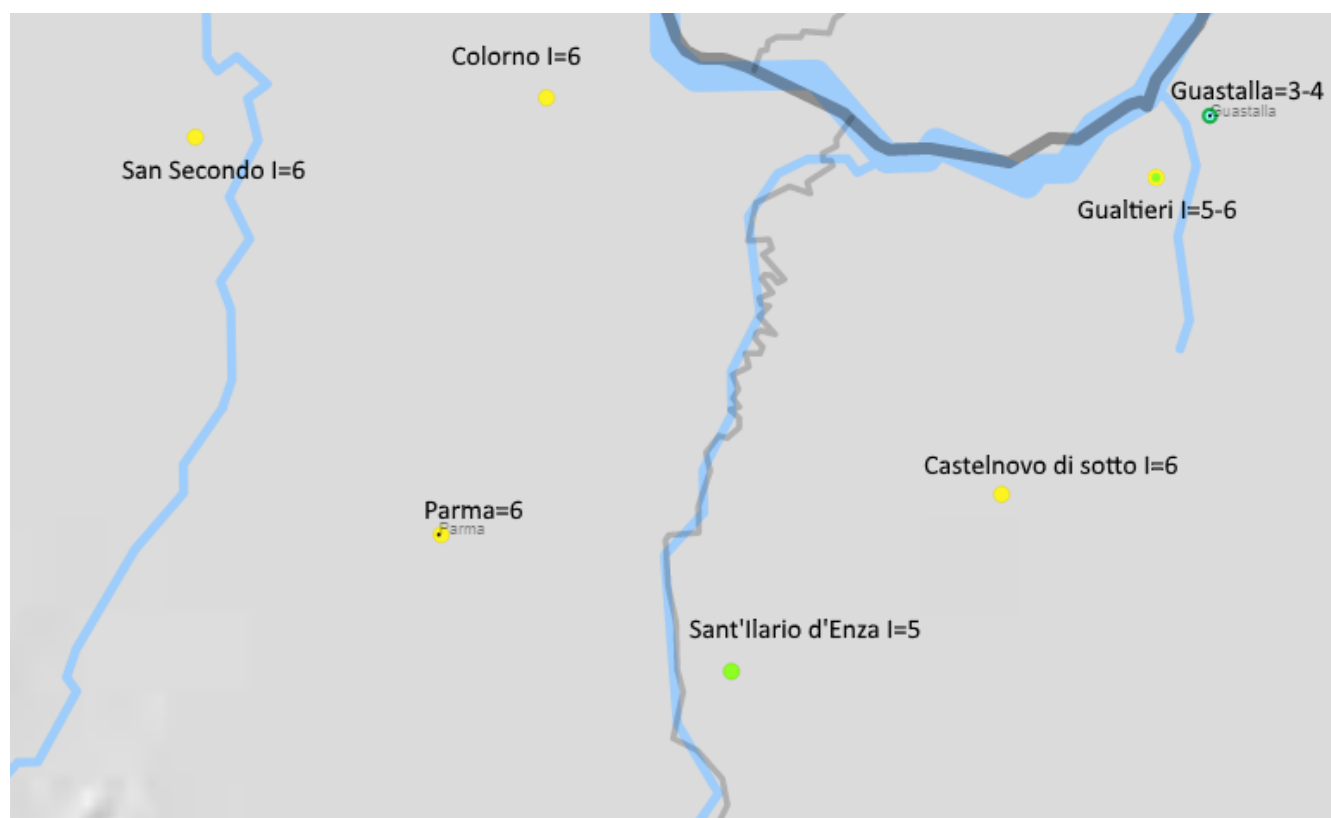 Colorno I=6
Guastalla=3-4
Guastalla
San Secondo I=6
Gualtieri I=5-6
Castelnovo di sotto I=6
Parma=6
Parma
Sant'Ilario d'Enza I=5